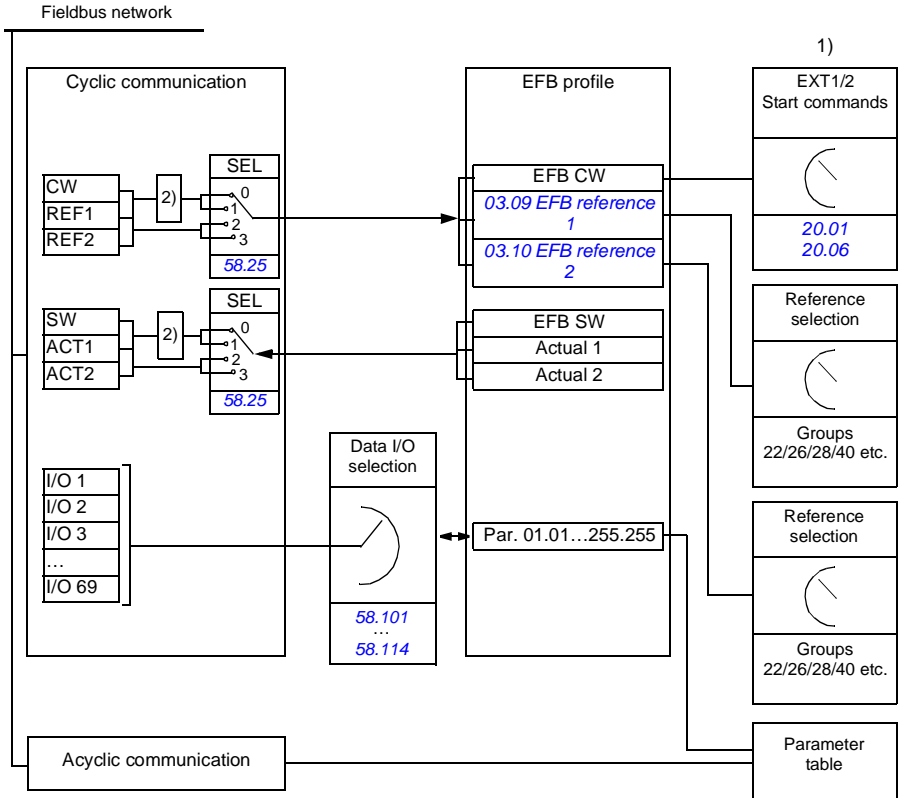 Fieldbus network
Cyclic communication
CW
REF1
REF2
2)
SEL
0
1
2
3
58.25
SW
ACT1
ACT2
2)
SEL
0
1
2
3
58.25
I/O 1
I/O 2
I/O 3
…
I/O 69
Data I/O
selection
58.101
…
58.114
EFB profile
EFB CW
03.09 EFB reference
1
03.10 EFB reference
2
EFB SW
Actual 1
Actual 2
Par. 01.01…255.255
1)
EXT1/2
Start commands
20.01
20.06
Reference
selection
Groups
22/26/28/40 etc.
Reference
selection
Groups
22/26/28/40 etc.
Acyclic communication
Parameter
table